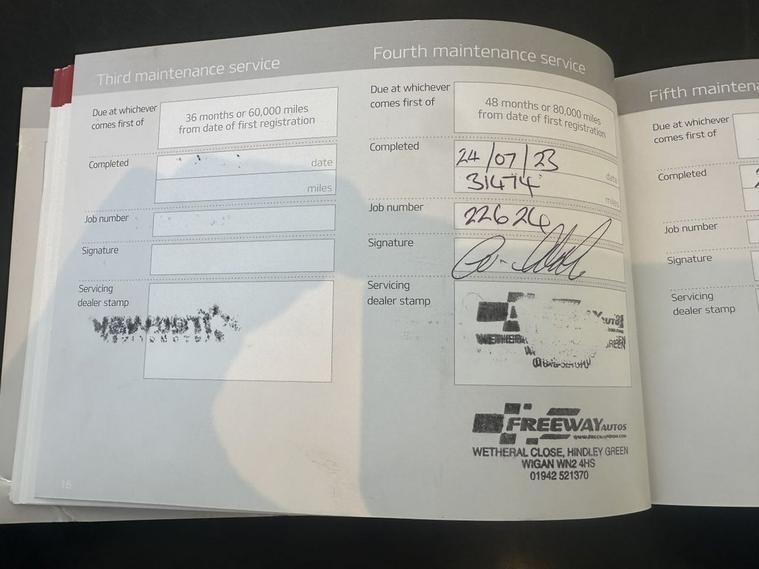 Third maintenance service
Due at whichever
comes first of
36 months or 60,000 miles
from date of first registration
Completed
date
miles
Job number
Signature
Servicing
dealer stamp
16
Fourth maintenance service
Due at whichever
comes first of
48 months or 80,000 miles
from date of first registration
Completed
24/07/23
date
31474
miles
Job number
22624
Signature
Servicing
dealer stamp
AUTOS
FREEWAY AUTOS
WETHERAL CLOSE, HINDLEY GREEN
WIGAN WN2 4HS
01942 521370
Fifth mainten
Due at whichever
comes first of
Completed
Job number
Signature
Servicing
dealer stamp